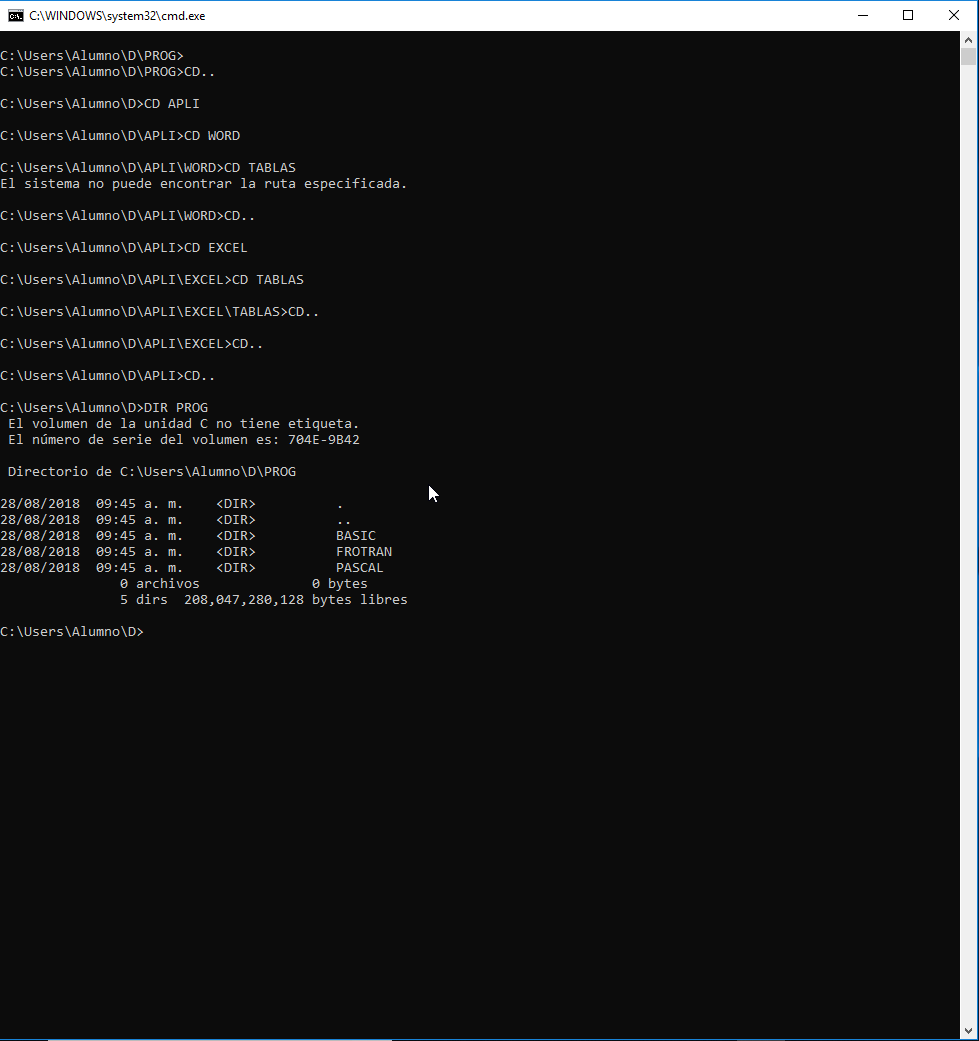 C:\WINDOWS\system32\cmd.exe
C:\Users\Alumno\D\PROG>
C:\Users\Alumno\D\PROG>CD..
C:\Users\Alumno\D>CD APLI
C:\Users\Alumno\D\APLI>CD WORD
C:\Users\Alumno\D\APLI\WORD>CD TABLAS
El sistema no puede encontrar la ruta especificada.
C:\Users\Alumno\D\APLI\WORD>CD..
C:\Users\Alumno\D\APLI>CD EXCEL
C:\Users\Alumno\D\APLI\EXCEL>CD TABLAS
C:\Users\Alumno\D\APLI\EXCEL\TABLAS>CD..
C:\Users\Alumno\D\APLI\EXCEL>CD..
C:\Users\Alumno\D\APLI>CD..
C:\Users\Alumno\D>DIR PROG
El volumen de la unidad C no tiene etiqueta.
El número de serie del volumen es: 704E-9B42
Directorio de C:\Users\Alumno\D\PROG
28/08/2018  09:45 a. m.    <DIR>          .
28/08/2018  09:45 a. m.    <DIR>          ..
28/08/2018  09:45 a. m.    <DIR>          BASIC
28/08/2018  09:45 a. m.    <DIR>          FROTRAN
28/08/2018  09:45 a. m.    <DIR>          PASCAL
0 archivos              0 bytes
5 dirs  208,047,280,128 bytes libres
C:\Users\Alumno\D>